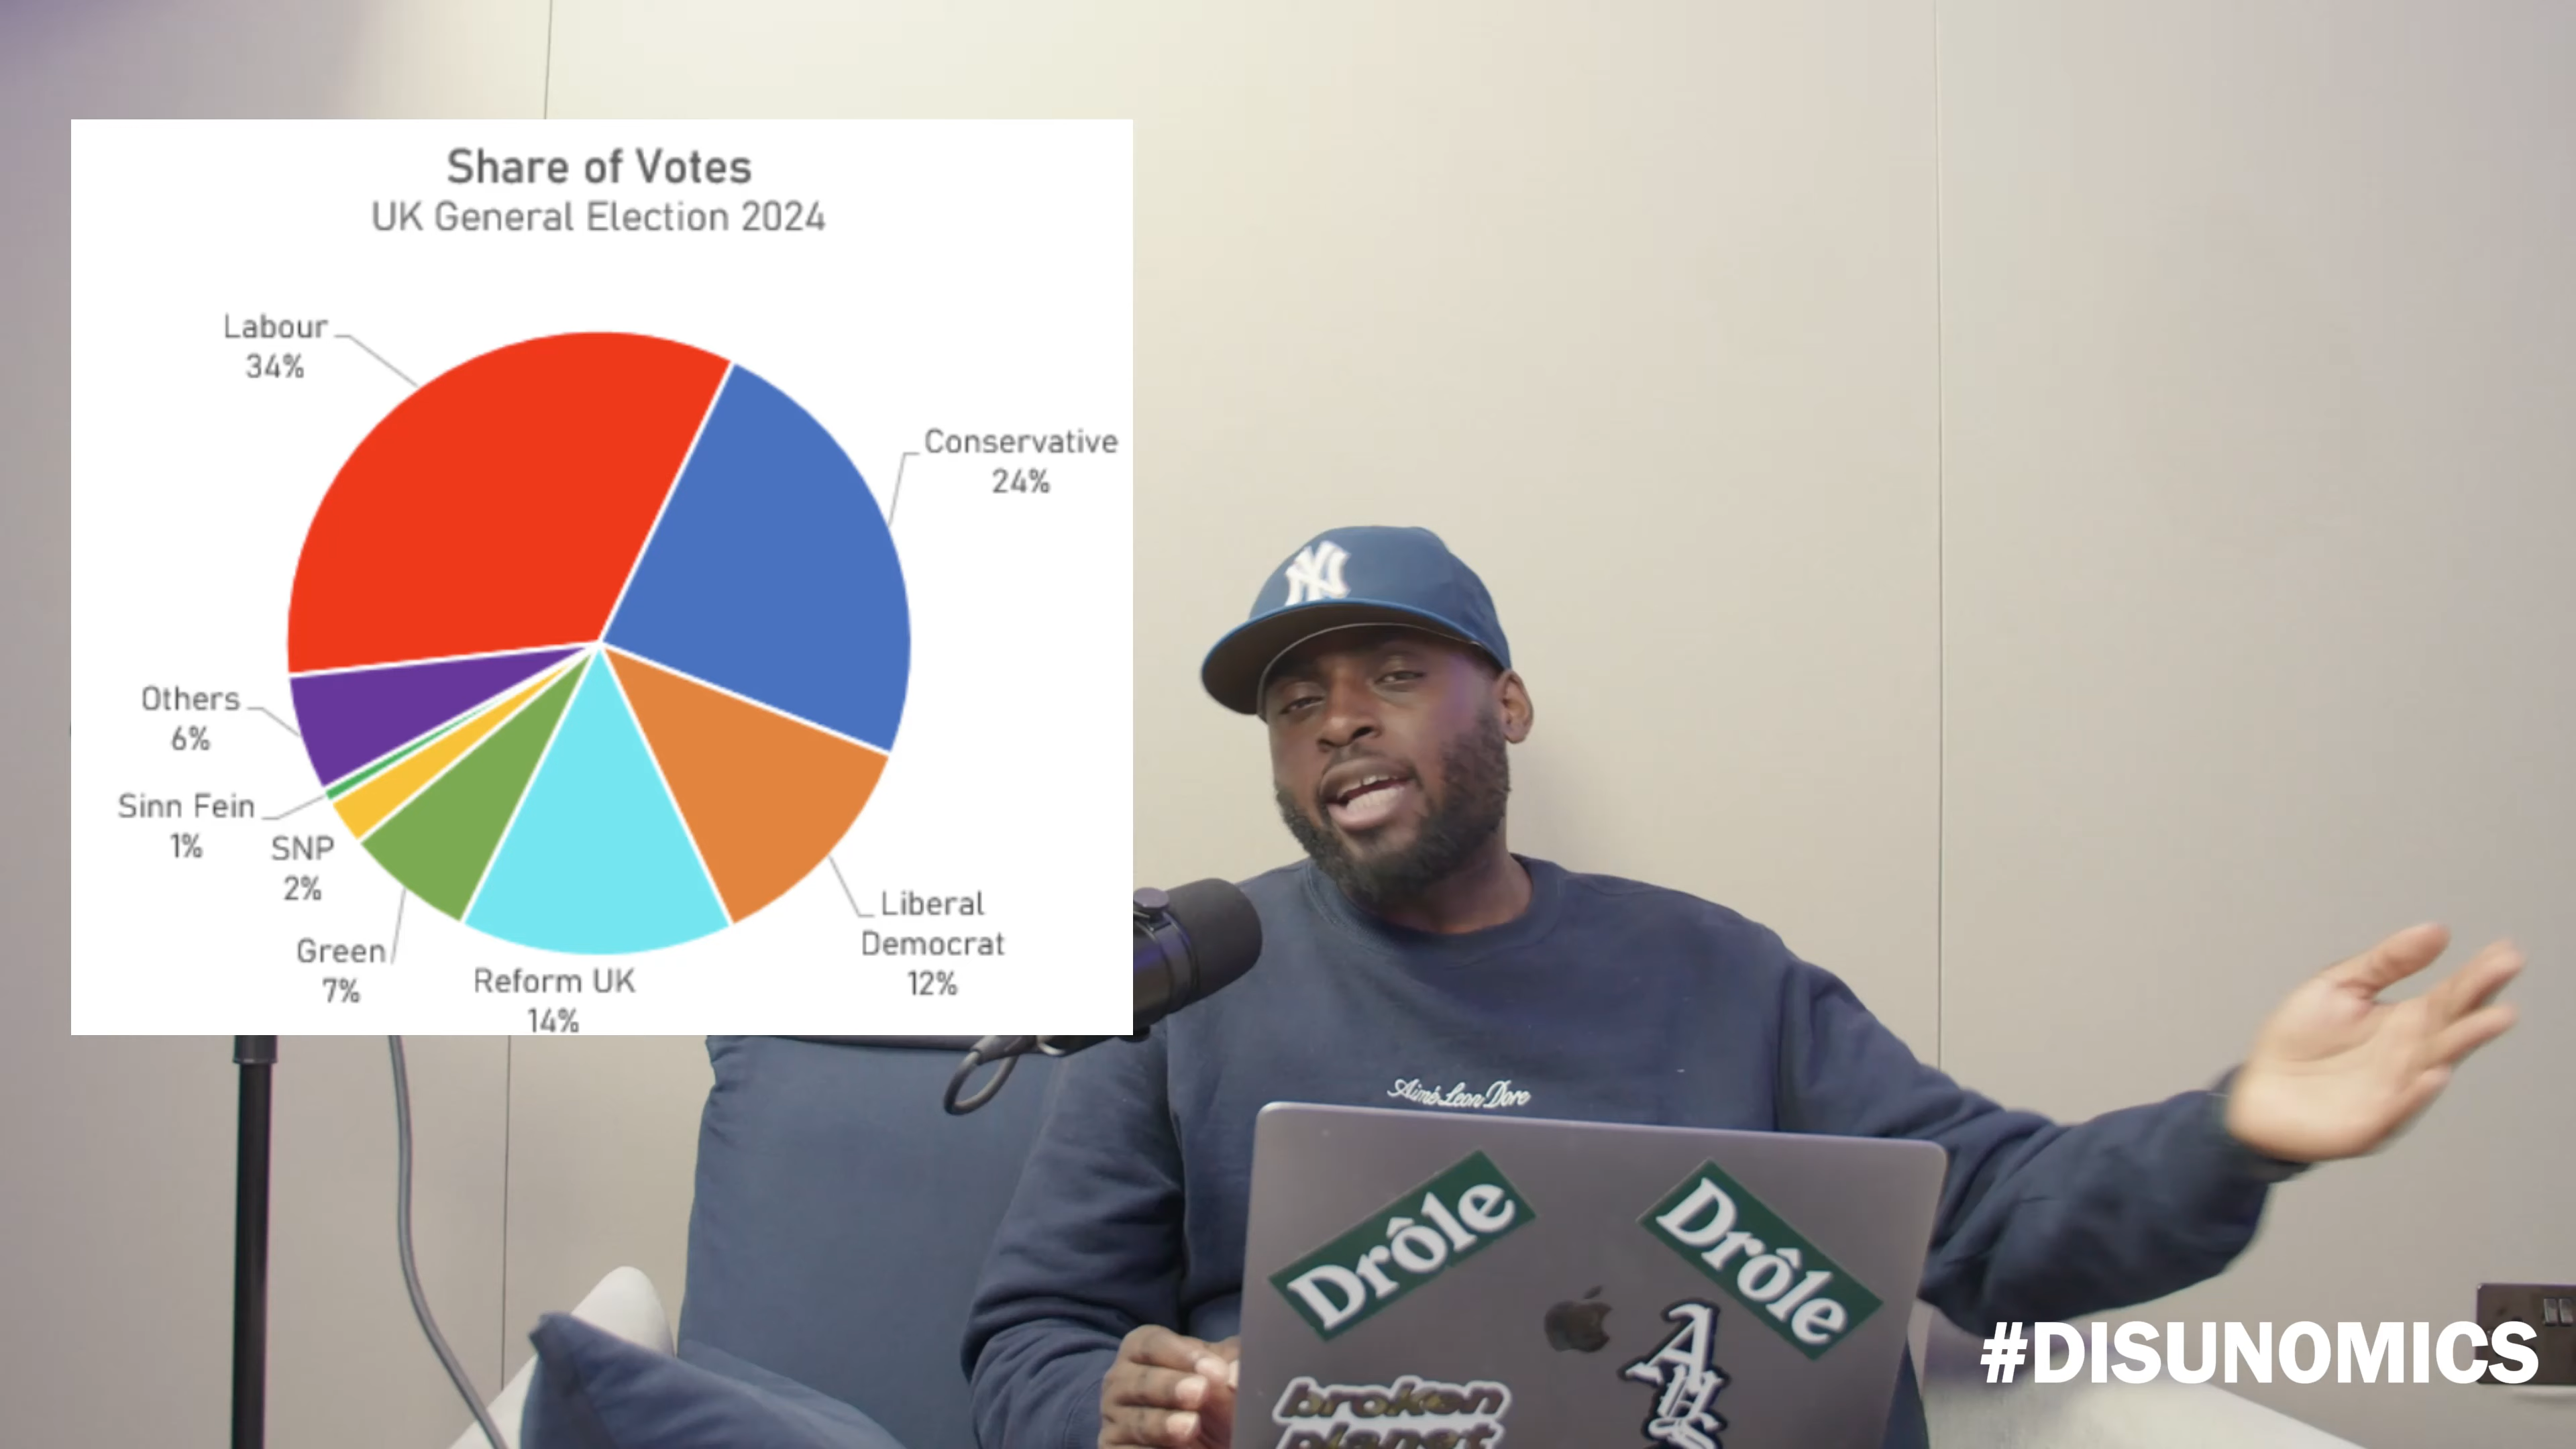 Share of Votes
UK General Election 2024
Labour
34%
Conservative
24%
Others
6%
Sinn Fein
1%
SNP
2%
Green
7%
Reform UK
14%
Liberal
Democrat
12%
NY
Aimé Leon Dore
Drôle
Drôle
broken
planet
#DISUNOMICS